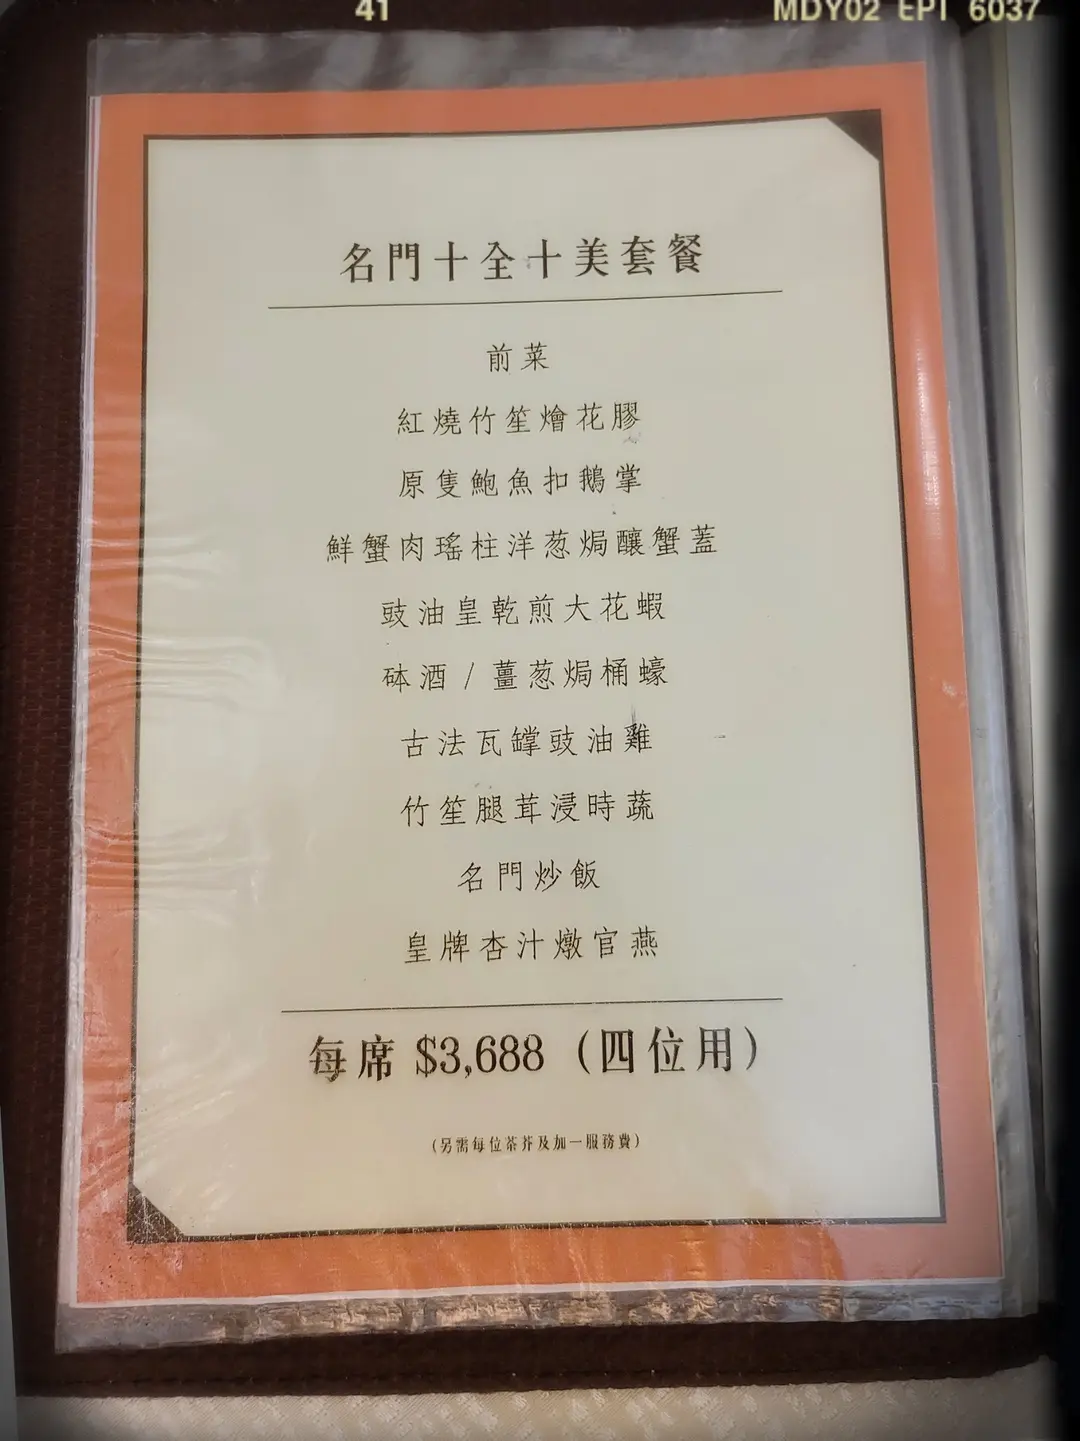 41 MDY02 EPI 6037
名門十全十美套餐
前菜
紅燒竹笙燴花膠
原隻鮑魚扣鵝掌
鮮蟹肉瑤柱洋葱焗釀蟹蓋
豉油皇乾煎大花蝦
砵酒 / 薑葱焗桶蠔
古法瓦罉豉油雞
竹笙腿茸浸時蔬
名門炒飯
皇牌杏汁燉官燕
每席 $3,688 (四位用)
(另需每位茶芥及加一服務費)